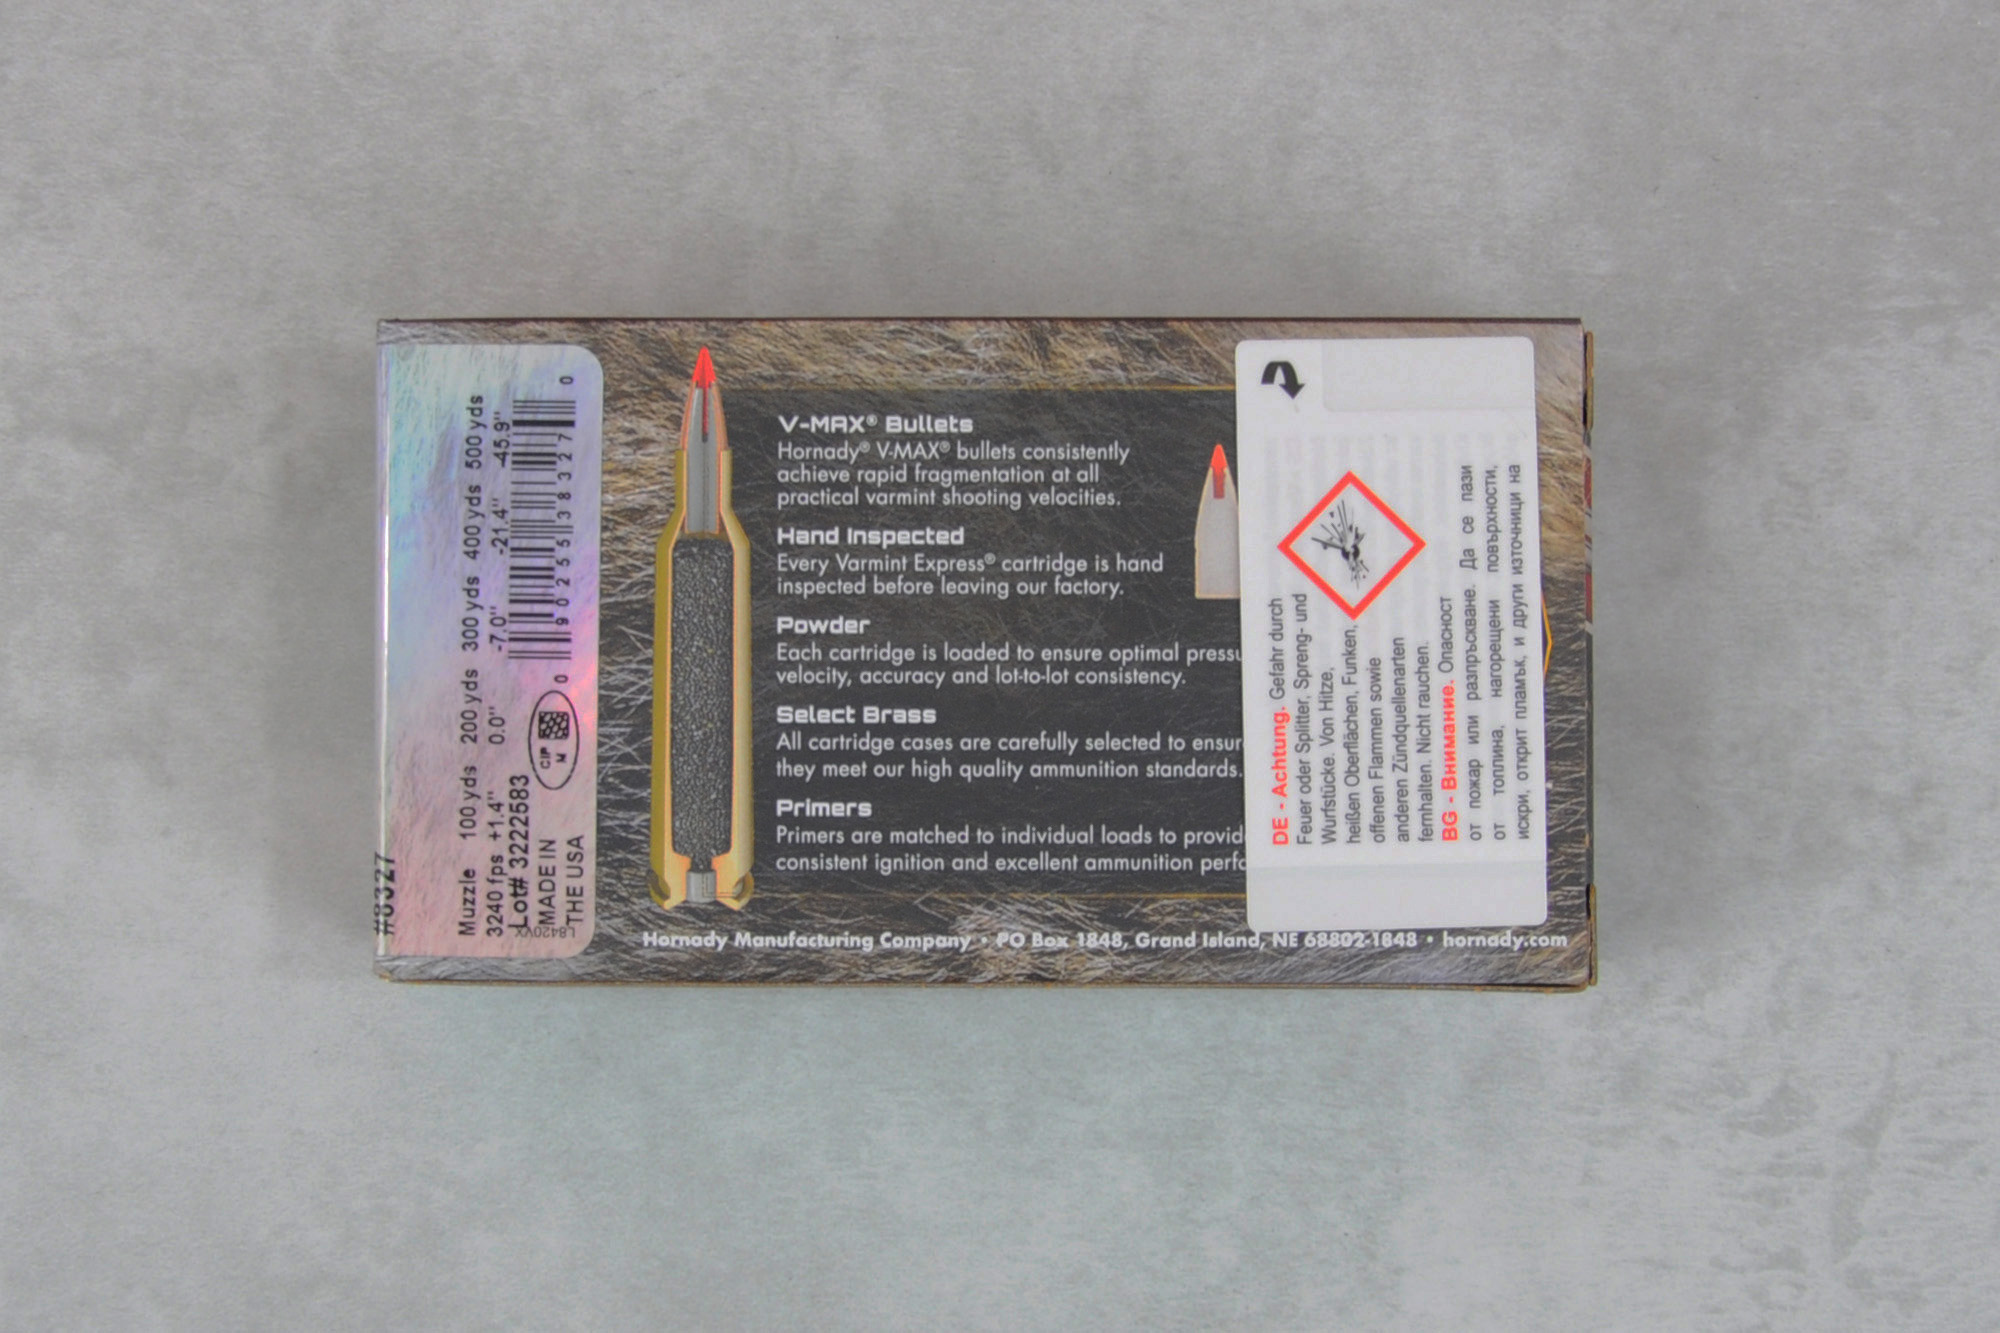 #8327
Muzzle 100 yds 200 yds 300 yds 400 yds 500 yds
3240 fps +1.4" 0.0" -7.0" -21.4" -45.9"
Lot# 3222583
MADE IN
THE USA
L8420VX
CIP
M
0 90255 38327 0
V-MAX® Bullets
Hornady® V-MAX® bullets consistently
achieve rapid fragmentation at all
practical varmint shooting velocities.
Hand Inspected
Every Varmint Express® cartridge is hand
inspected before leaving our factory.
Powder
Each cartridge is loaded to ensure optimal pressu
velocity, accuracy and lot-to-lot consistency.
Select Brass
All cartridge cases are carefully selected to ensur
they meet our high quality ammunition standards.
Primers
Primers are matched to individual loads to provid
consistent ignition and excellent ammunition perfo
Hornady Manufacturing Company • PO Box 1848, Grand Island, NE 68802-1848 • hornady.com
DE - Achtung. Gefahr durch
Feuer oder Splitter, Spreng- und
Wurfstücke. Von Hitze,
heißen Oberflächen, Funken,
offenen Flammen sowie
anderen Zündquellenarten
fernhalten. Nicht rauchen.
BG - Внимание. Опасност
от пожар или разпръскване. Да се пази
от топлина, нагорещени повърхности,
искри, открит пламък, и други източници на